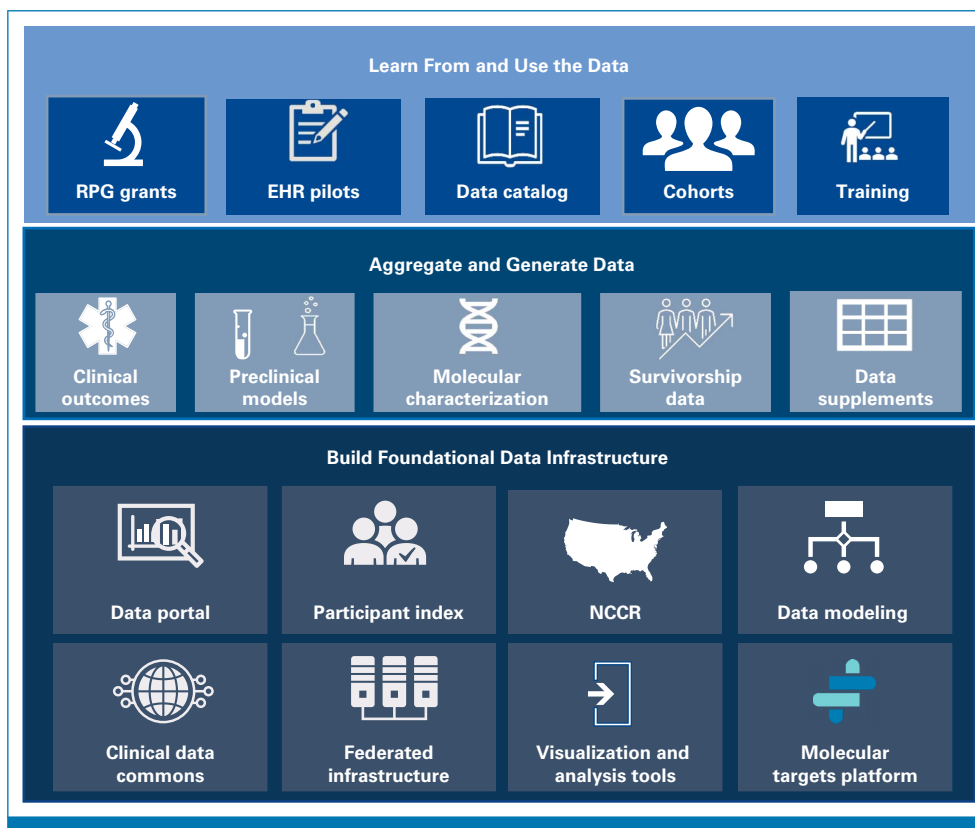 Learn From and Use the Data
RPG grants
EHR pilots
Data catalog
Cohorts
Training
Aggregate and Generate Data
Clinical
outcomes
Preclinical
models
Molecular
characterization
Survivorship
data
Data
supplements
Build Foundational Data Infrastructure
Data portal
Participant index
NCCR
Data modeling
Clinical data
commons
Federated
infrastructure
Visualization and
analysis tools
Molecular
targets platform